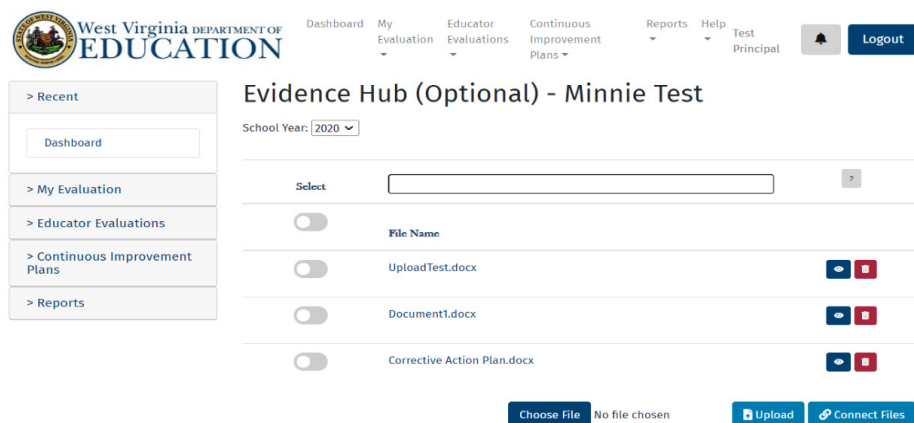 West Virginia DEPARTMENT OF
EDUCATION
Dashboard
My
Evaluation
Educator
Evaluations
Continuous
Improvement
Plans
Reports
Help
Test
Principal
Logout
> Recent
Dashboard
> My Evaluation
> Educator Evaluations
> Continuous Improvement
Plans
> Reports
Evidence Hub (Optional) - Minnie Test
School Year: 2020
Select
?
File Name
UploadTest.docx
Document1.docx
Corrective Action Plan.docx
Choose File No file chosen
Upload
Connect Files